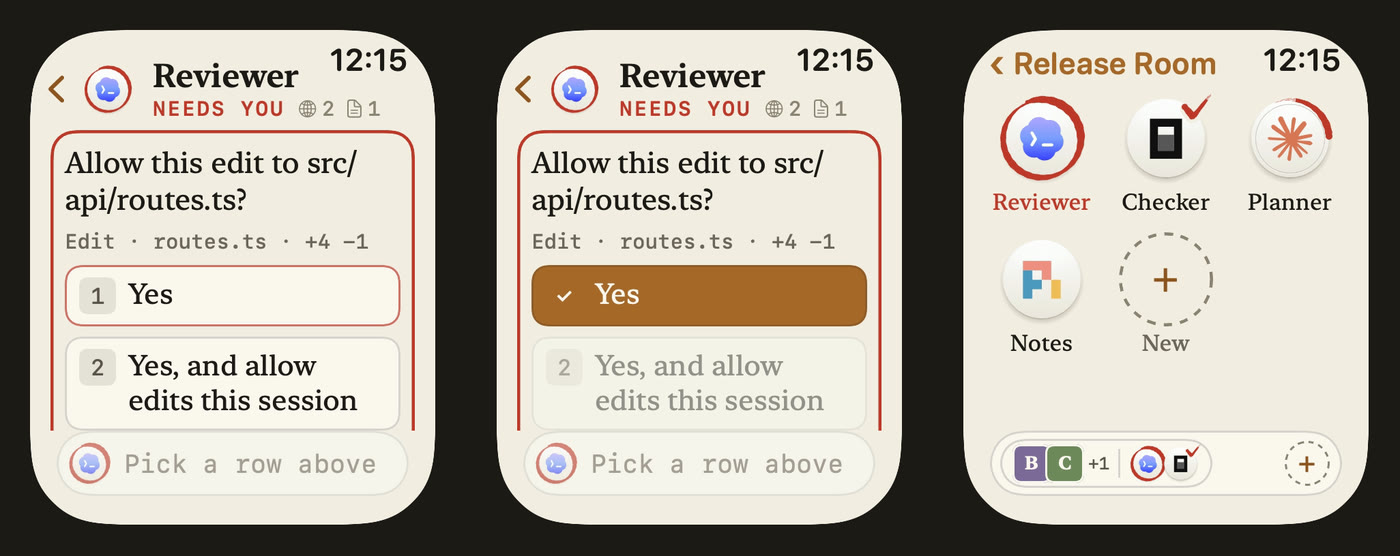 12:15
Reviewer
NEEDS YOU 2 1
Allow this edit to src/
api/routes.ts?
Edit · routes.ts · +4 −1
1 Yes
2 Yes, and allow
edits this session
Pick a row above
12:15
Reviewer
NEEDS YOU 2 1
Allow this edit to src/
api/routes.ts?
Edit · routes.ts · +4 −1
✓ Yes
2 Yes, and allow
edits this session
Pick a row above
‹ Release Room 12:15
Reviewer Checker Planner
+
Notes New
B C +1 +